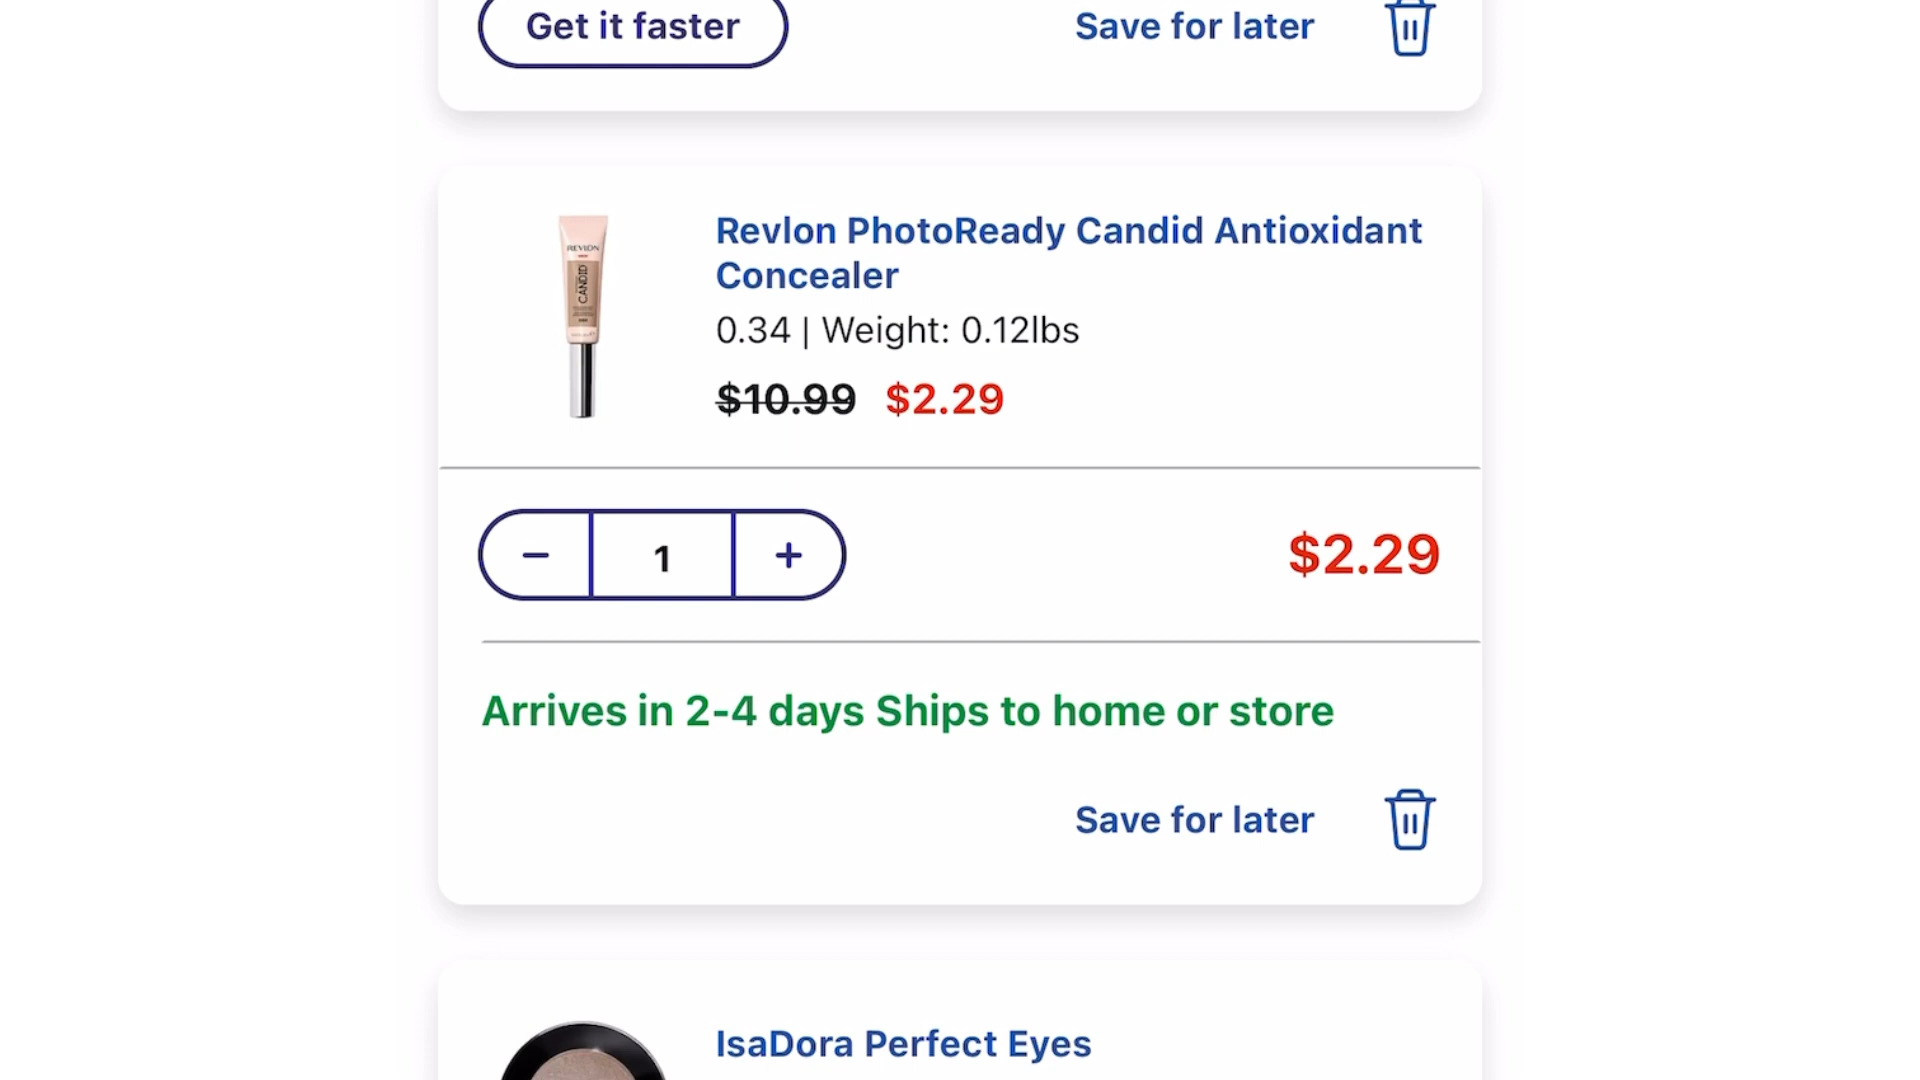 Get it faster
Save for later
Revlon PhotoReady Candid Antioxidant
Concealer
0.34 | Weight: 0.12lbs
$10.99 $2.29
REVLON
CANDID
− 1 +
$2.29
Arrives in 2-4 days Ships to home or store
Save for later
IsaDora Perfect Eyes